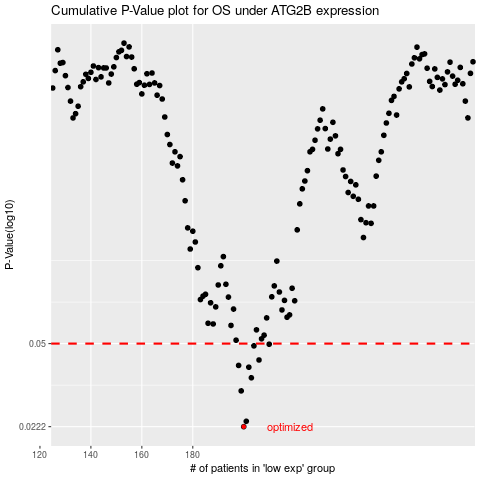 Cumulative P-Value plot for OS under ATG2B expression
P-Value(log10)
0.05
0.0222
optimized
120 140 160 180
# of patients in 'low exp' group